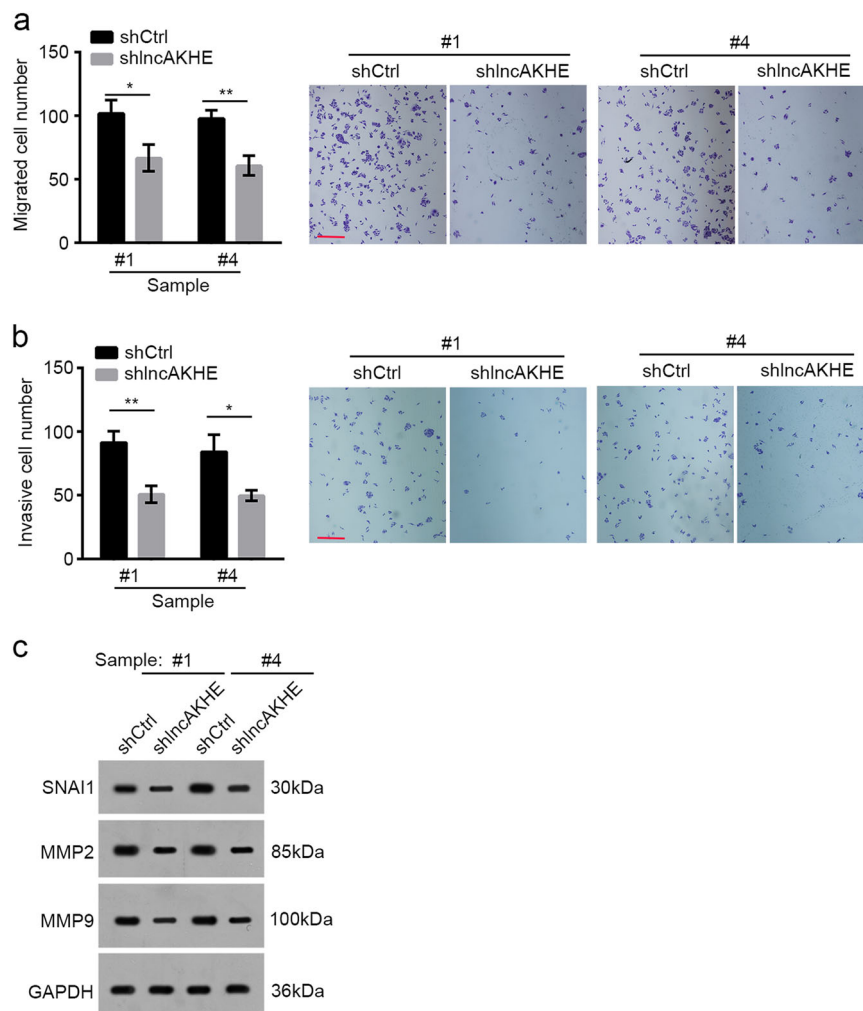 a
shCtrl
shlncAKHE
Migrated cell number
150
100
50
0
*
**
#1 #4
Sample
#1 #4
shCtrl shlncAKHE shCtrl shlncAKHE
b
shCtrl
shlncAKHE
Invasive cell number
150
100
50
0
**
*
#1 #4
Sample
#1 #4
shCtrl shlncAKHE shCtrl shlncAKHE
c
Sample: #1 #4
shCtrl shlncAKHE shCtrl shlncAKHE
SNAI1 30kDa
MMP2 85kDa
MMP9 100kDa
GAPDH 36kDa